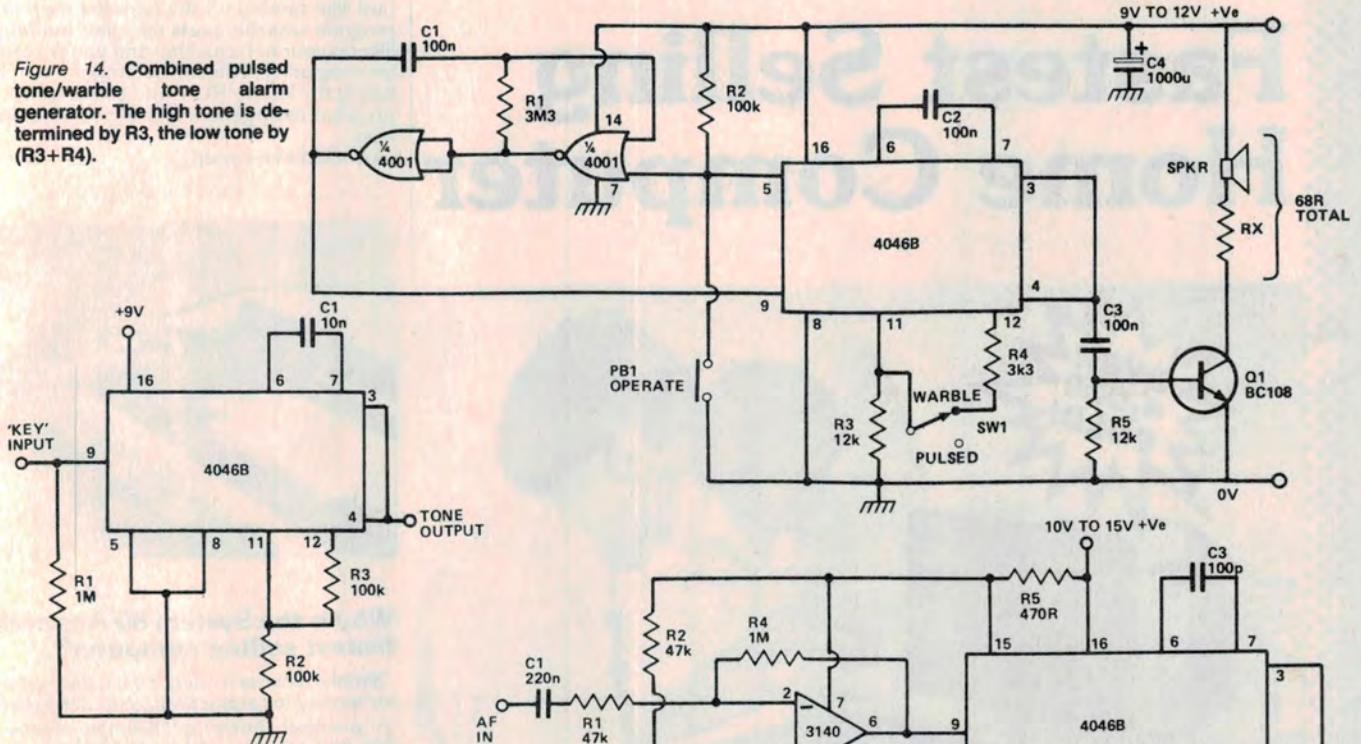 Figure 14. Combined pulsed
tone/warble tone alarm
generator. The high tone is de-
termined by R3, the low tone by
(R3+R4).
C1
100n
R1
3M3
14
¼
4001
¼
4001
7
R2
100k
16
C2
100n
6
7
5
3
4046B
9
4
8
11
12
PB1
OPERATE
R3
12k
WARBLE
SW1
PULSED
R4
3k3
C3
100n
R5
12k
Q1
BC108
9V TO 12V +Ve
C4
1000u
+
SPKR
RX
68R
TOTAL
0V
+9V
C1
10n
16
6
7
3
'KEY'
INPUT
9
4046B
4
TONE
OUTPUT
5
8
11
12
R1
1M
R3
100k
R2
100k
10V TO 15V +Ve
C3
100p
R5
470R
R2
47k
R4
1M
15
16
6
7
3
C1
220n
AF
IN
R1
47k
2
7
6
3140
9
4046B